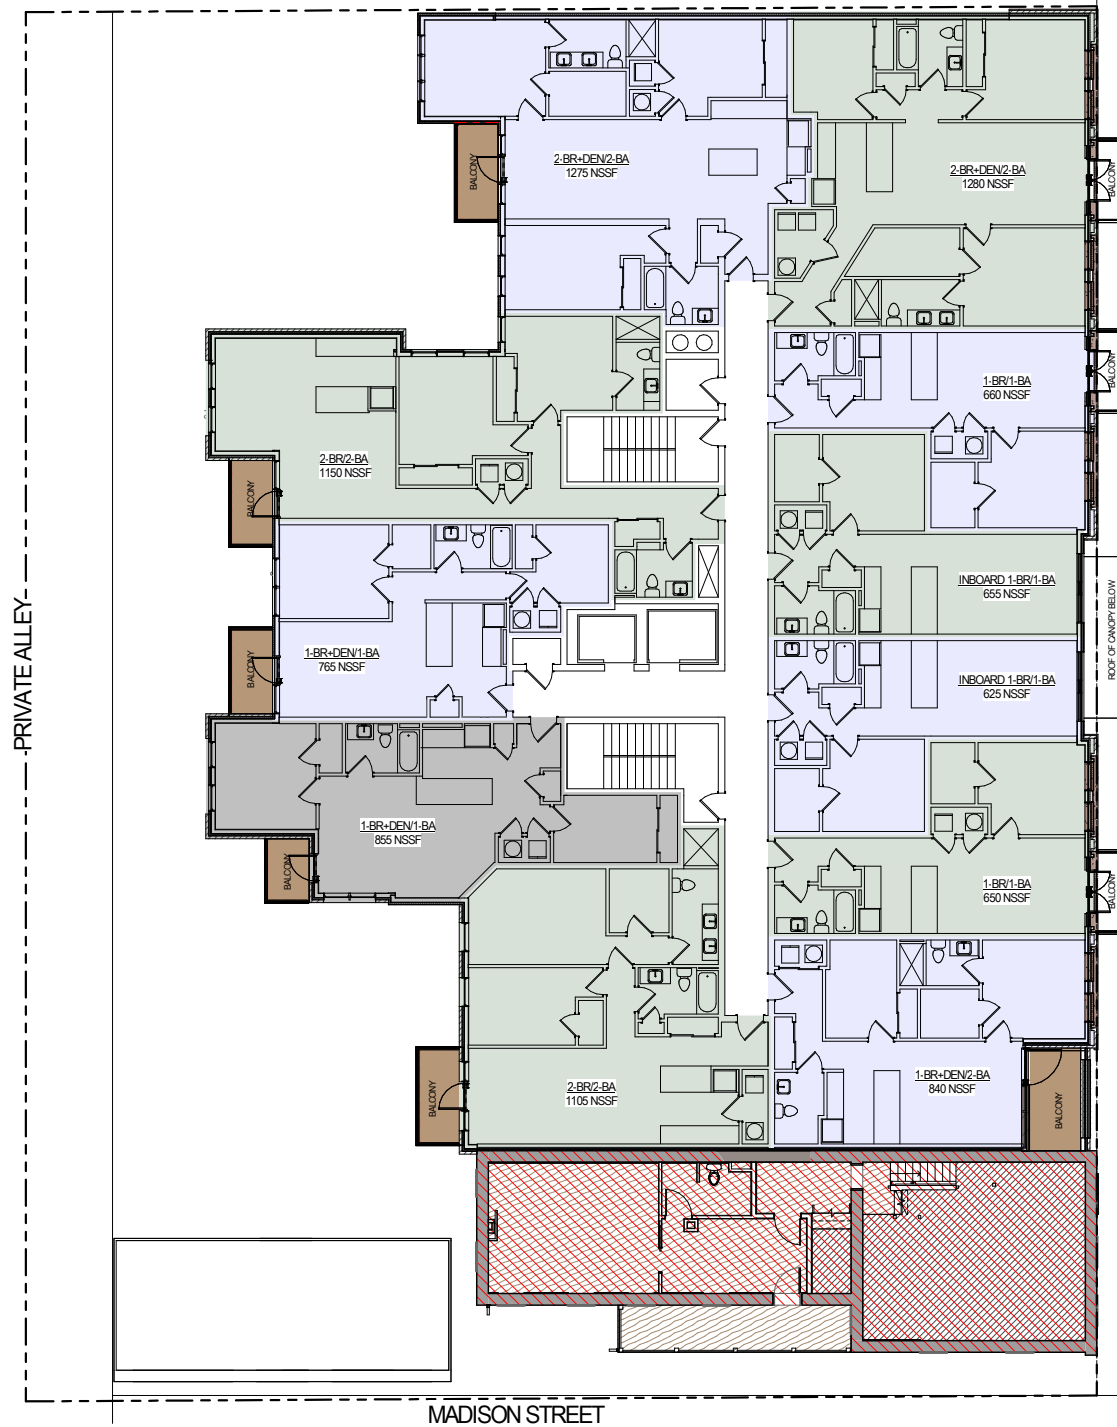 2-BR+DEN/2-BA
1275 NSSF
BALCONY
2-BR+DEN/2-BA
1280 NSSF
BALCONY
1-BR/1-BA
660 NSSF
BALCONY
2-BR/2-BA
1150 NSSF
BALCONY
INBOARD 1-BR/1-BA
655 NSSF
ROOF OF CANOPY BELOW
1-BR+DEN/1-BA
765 NSSF
BALCONY
INBOARD 1-BR/1-BA
625 NSSF
PRIVATE ALLEY
1-BR+DEN/1-BA
855 NSSF
BALCONY
1-BR/1-BA
650 NSSF
BALCONY
2-BR/2-BA
1105 NSSF
BALCONY
1-BR+DEN/2-BA
840 NSSF
BALCONY
MADISON STREET